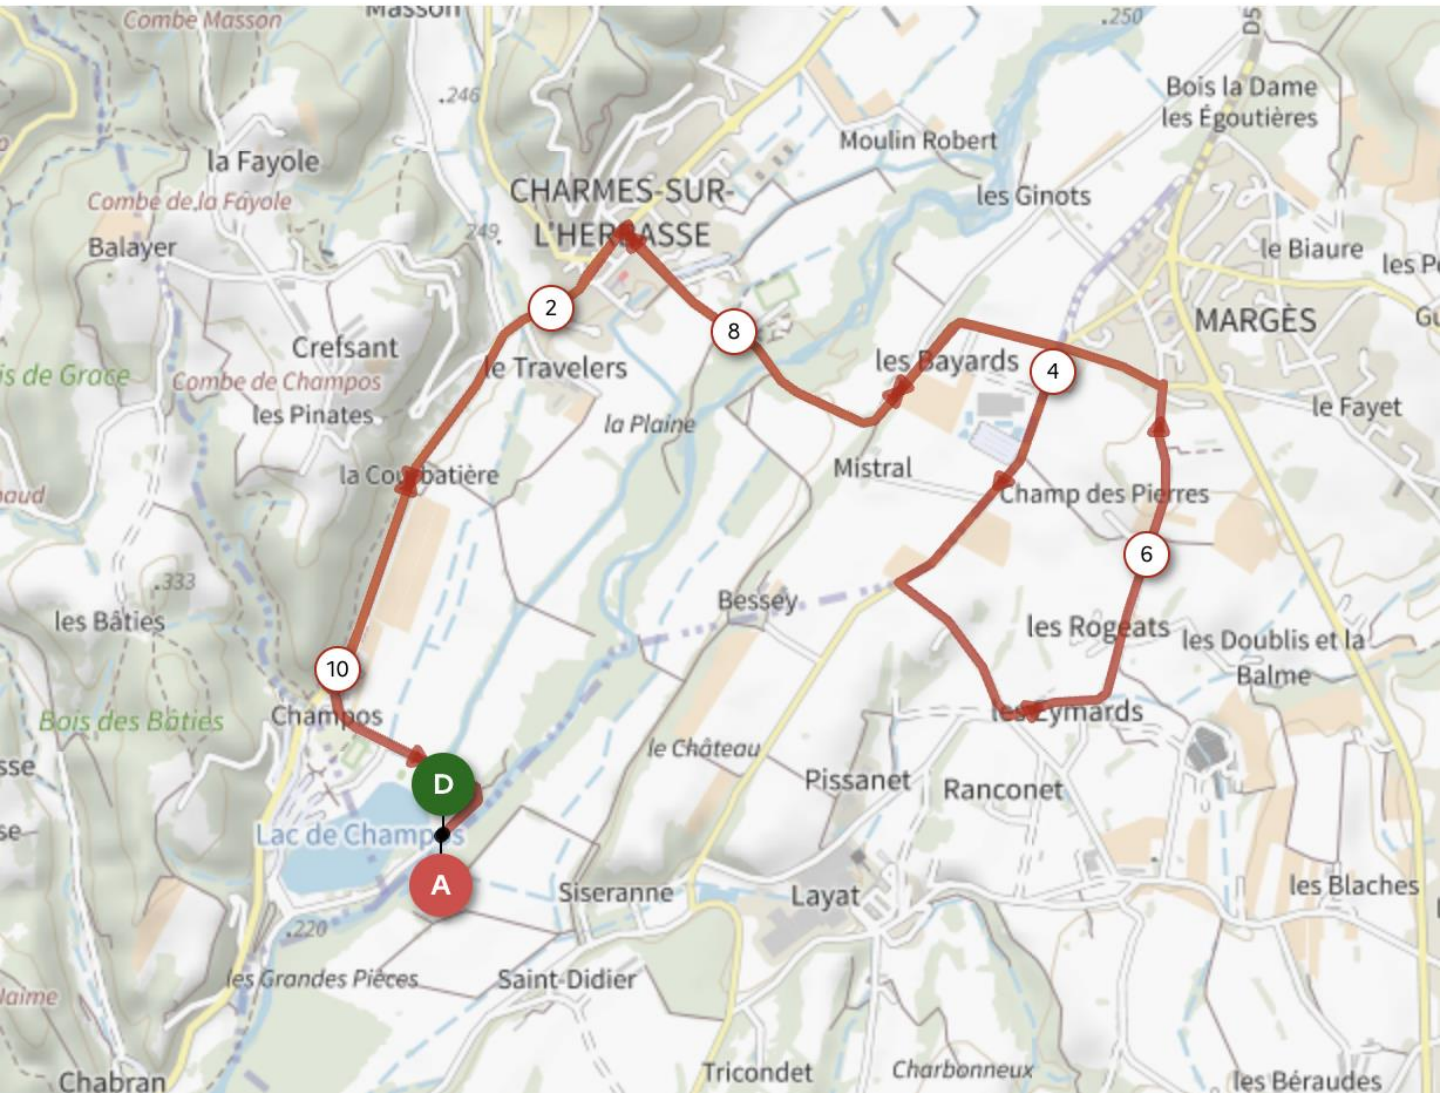 Combe Masson
Masson
.250
D5
.246
Bois la Dame
les Égoutières
Moulin Robert
la Fayole
CHARMES-SUR-
L'HERBASSE
les Ginots
Combe de la Fayole
Balayer
249.
le Biaure
les Pe
2
8
MARGÈS
Gu
Crefsant
le Travelers
les Bayards
4
is de Grace
Combe de Champos
les Pinates
la Plaine
le Fayet
la Combatière
Mistral
Champ des Pierres
naud
6
.333
les Bâties
Bessey
les Rogeats
les Doublis et la
Balme
10
Champos
Bois des Bâties
les Eymards
le Château
sse
D
Pissanet
Ranconet
Lac de Champos
se
A
Siseranne
Layat
les Blaches
.220
les Grandes Pièces
Saint-Didier
laime
Tricondet
Charbonneux
Chabran
les Béraudes